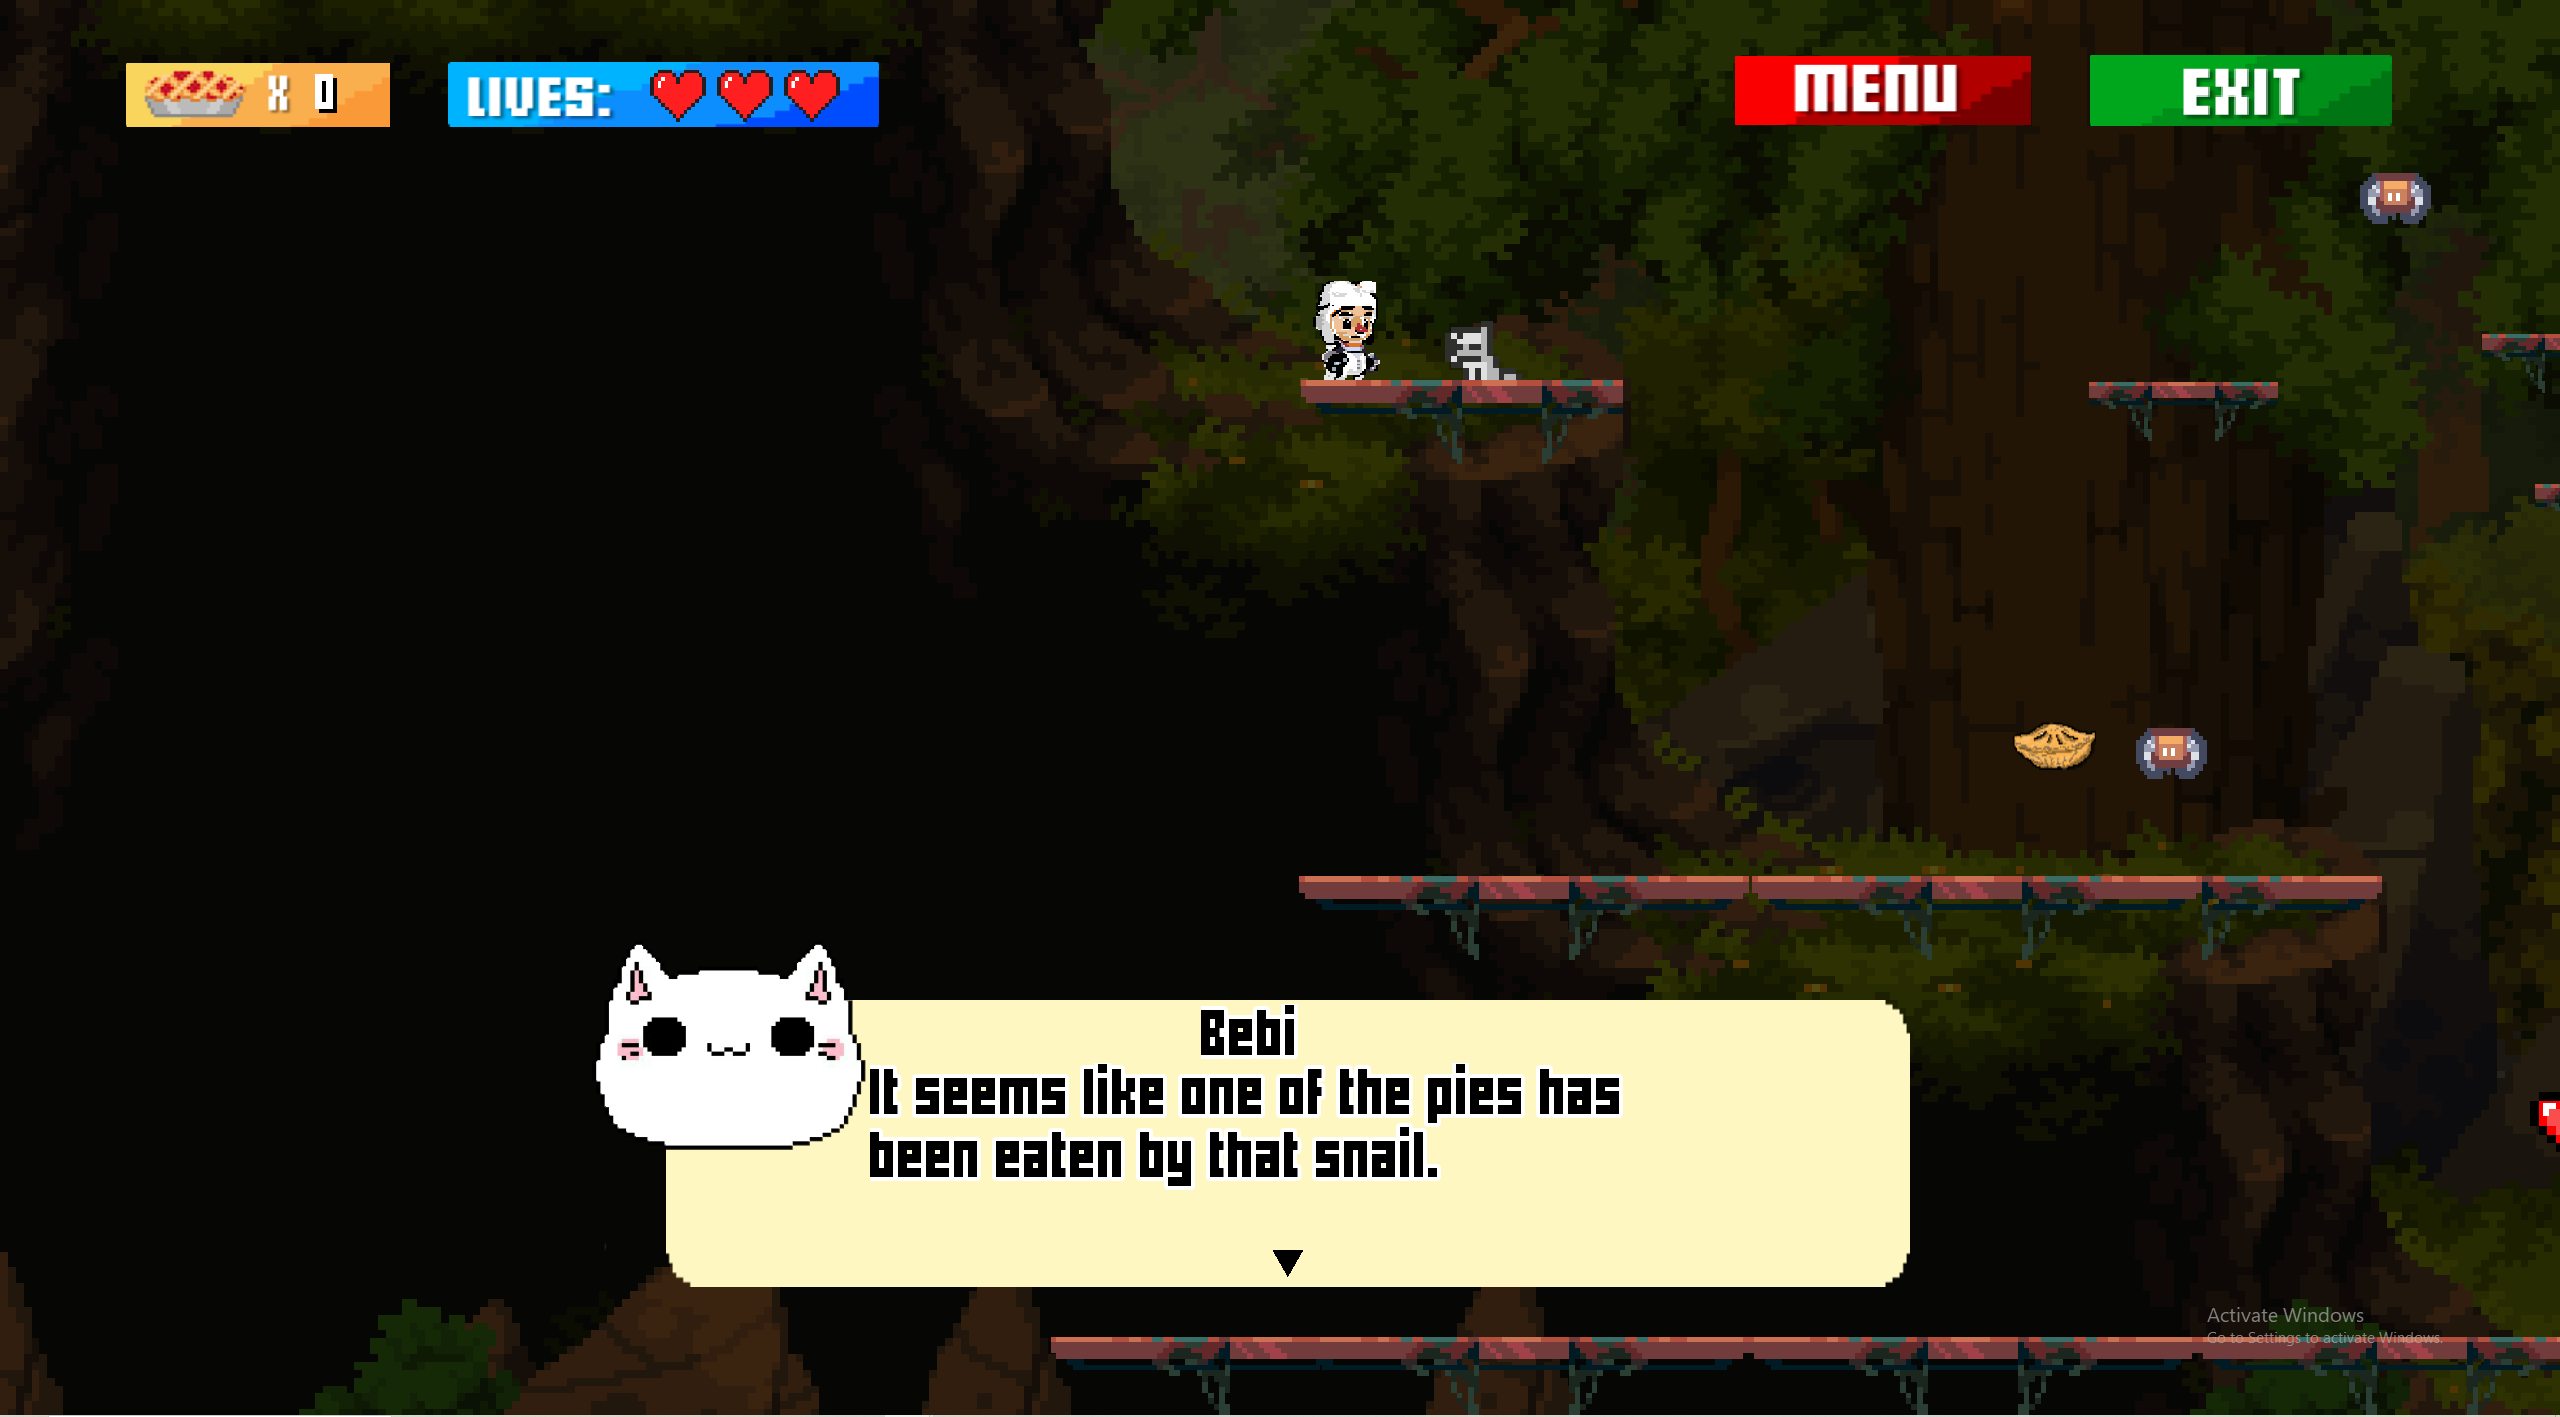 X 0
LIVES:
MENU
EXIT
Bebi
It seems like one of the pies has
been eaten by that snail.
Activate Windows
Go to Settings to activate Windows.